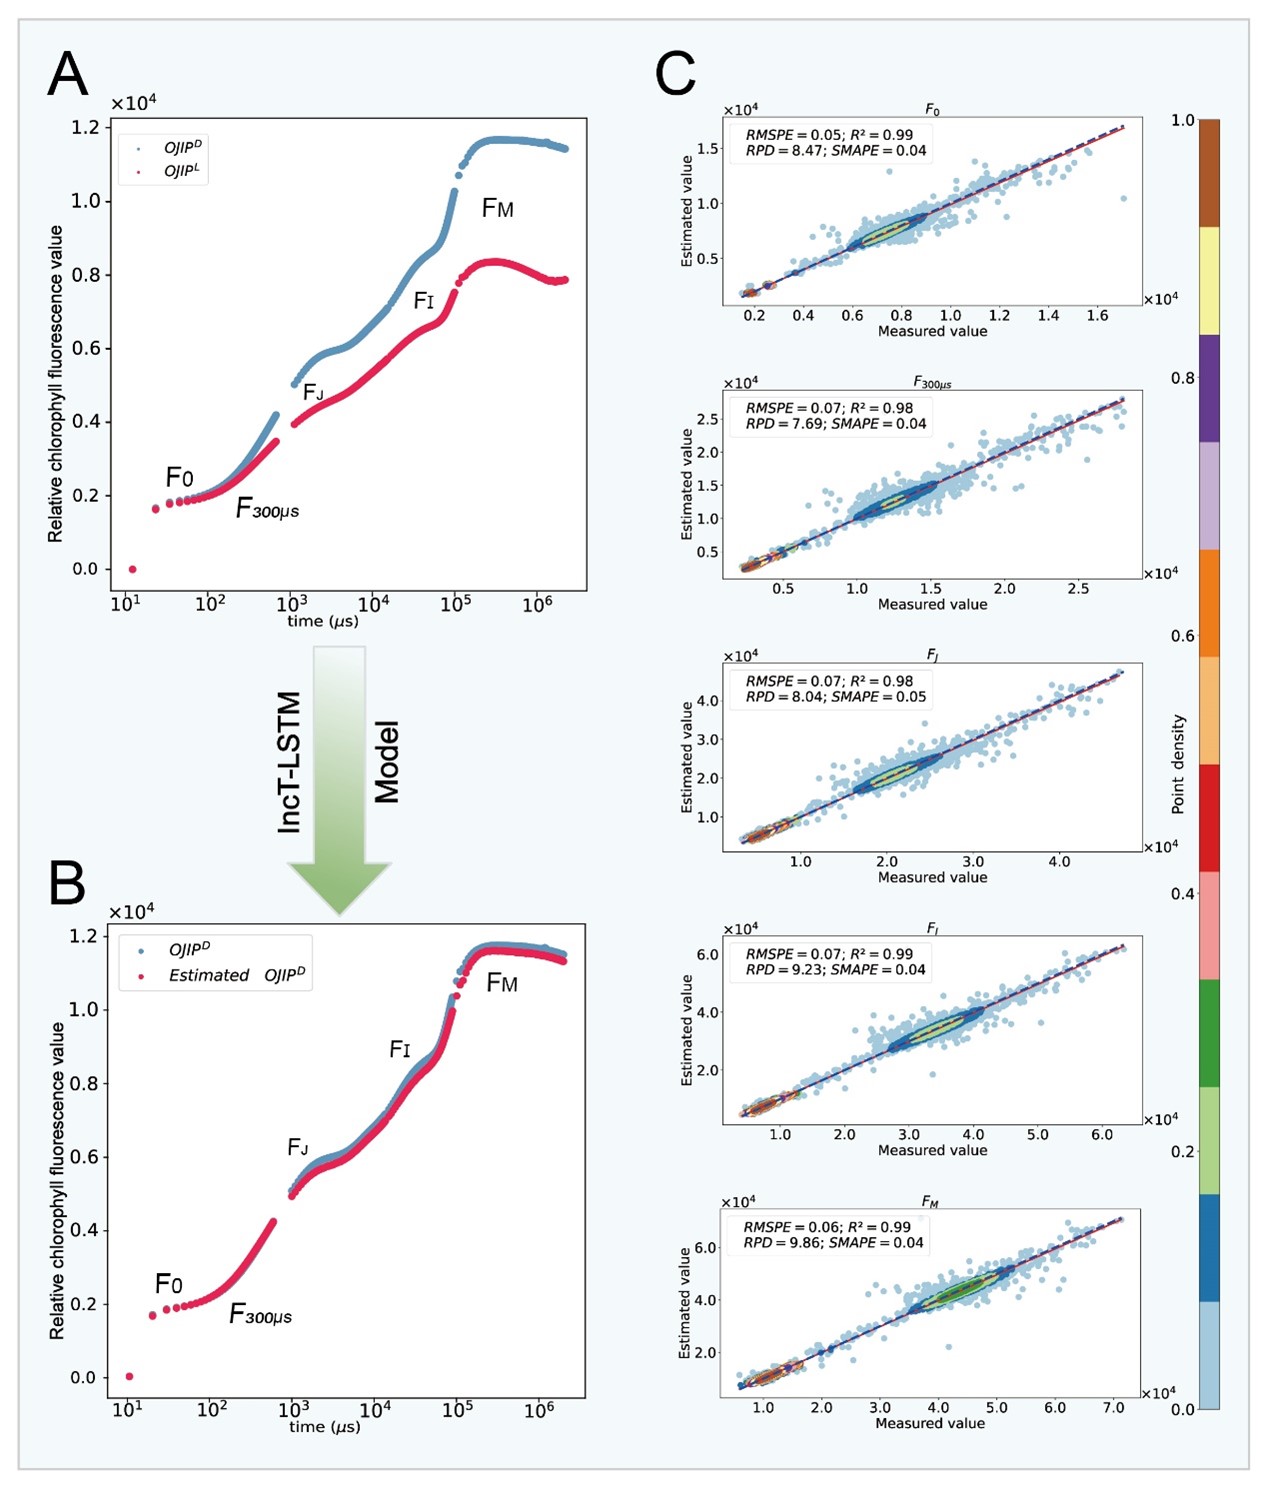 A
×10⁴
1.2
1.0
0.8
0.6
0.4
0.2
0.0
OJIPᴰ
OJIPᴸ
FM
FI
FJ
F0
F300μs
Relative chlorophyll fluorescence value
10¹ 10² 10³ 10⁴ 10⁵ 10⁶
time (μs)
IncT-LSTM
Model
B
×10⁴
1.2
1.0
0.8
0.6
0.4
0.2
0.0
OJIPᴰ
Estimated OJIPᴰ
FM
FI
FJ
F0
F300μs
Relative chlorophyll fluorescence value
10¹ 10² 10³ 10⁴ 10⁵ 10⁶
time (μs)
C
×10⁴
F₀
RMSPE = 0.05; R² = 0.99
RPD = 8.47; SMAPE = 0.04
1.5
1.0
0.5
Estimated value
0.2 0.4 0.6 0.8 1.0 1.2 1.4 1.6
×10⁴
Measured value
×10⁴
F300μs
RMSPE = 0.07; R² = 0.98
RPD = 7.69; SMAPE = 0.04
2.5
2.0
1.5
1.0
0.5
Estimated value
0.5 1.0 1.5 2.0 2.5
×10⁴
Measured value
×10⁴
FJ
RMSPE = 0.07; R² = 0.98
RPD = 8.04; SMAPE = 0.05
4.0
3.0
2.0
1.0
Estimated value
1.0 2.0 3.0 4.0
×10⁴
Measured value
×10⁴
FI
RMSPE = 0.07; R² = 0.99
RPD = 9.23; SMAPE = 0.04
6.0
4.0
2.0
Estimated value
1.0 2.0 3.0 4.0 5.0 6.0
×10⁴
Measured value
×10⁴
FM
RMSPE = 0.06; R² = 0.99
RPD = 9.86; SMAPE = 0.04
6.0
4.0
2.0
Estimated value
1.0 2.0 3.0 4.0 5.0 6.0 7.0
×10⁴
Measured value
1.0
0.8
0.6
0.4
0.2
0.0
Point density